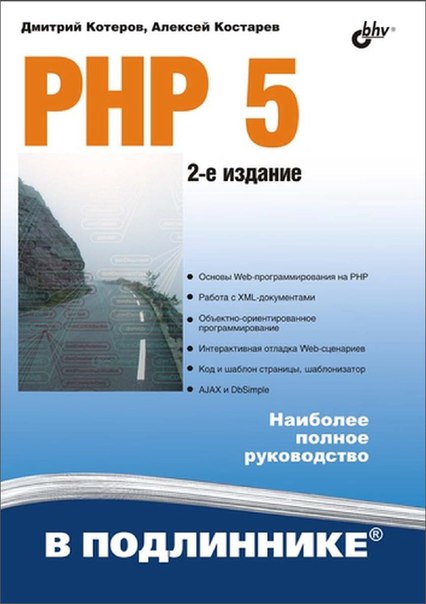 Дмитрий Котеров, Алексей Костарев
bhv®
PHP 5
2-е издание
Основы Web-программирования на PHP
Работа с XML-документами
Объектно-ориентированное
программирование
Интерактивная отладка Web-сценариев
Код и шаблон страницы, шаблонизатор
AJAX и DbSimple
Наиболее
полное
руководство
В ПОДЛИННИКЕ®